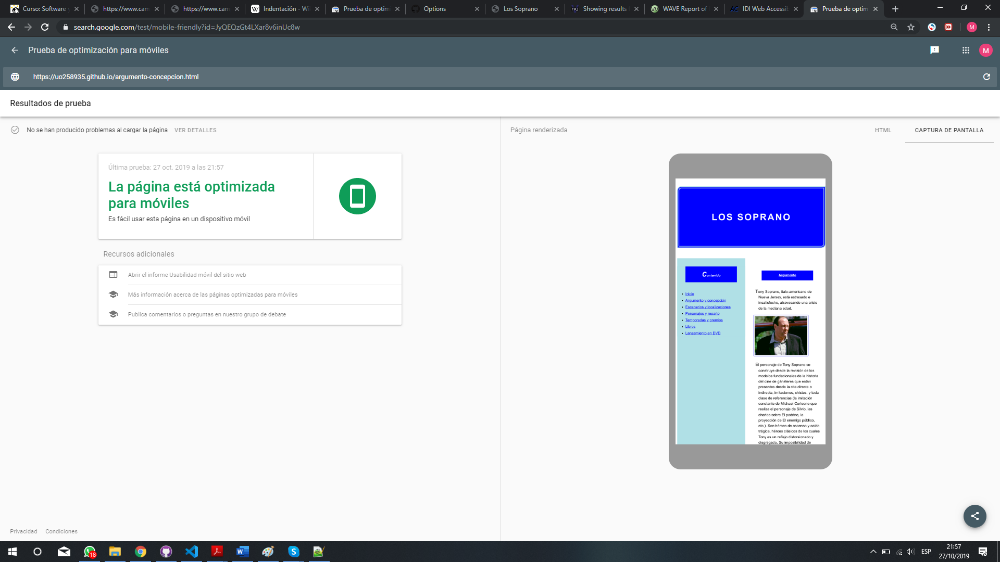 Curso: Software y
https://www.cam
https://www.cam
Indentación - Wi
Prueba de optim
Options
Los Soprano
Showing results f
WAVE Report of
IDI Web Accessib
Prueba de optim
search.google.com/test/mobile-friendly?id=JyQEQzGt4LXar8v6inUc8w
M
Prueba de optimización para móviles
M
https://uo258935.github.io/argumento-concepcion.html
Resultados de prueba
No se han producido problemas al cargar la página VER DETALLES
Página renderizada
HTML
CAPTURA DE PANTALLA
Última prueba: 27 oct. 2019 a las 21:57
La página está optimizada
para móviles
Es fácil usar esta página en un dispositivo móvil
Recursos adicionales
Abrir el informe Usabilidad móvil del sitio web
Más información acerca de las páginas optimizadas para móviles
Publica comentarios o preguntas en nuestro grupo de debate
LOS SOPRANO
Contenido
Inicio
Argumento y concepción
Escenarios y localizaciones
Personajes y reparto
Temporadas y premios
Libros
Lanzamiento en DVD
Argumento
Tony Soprano, italo-americano de
Nueva Jersey, está estresado e
insatisfecho, atravesando una crisis
de la mediana edad.
El personaje de Tony Soprano se
construye desde la revisión de los
modelos fundacionales de la historia
del cine de gánsteres que están
presentes desde la cita directa o
indirecta, imitaciones, chistes, y toda
clase de referencias (la imitación
constante de Michael Corleone que
realiza el personaje de Silvio, las
charlas sobre El padrino, la
proyección de El enemigo público,
etc.). Son héroes de ascenso y caída
trágica, héroes clásicos de los cuales
Tony es un reflejo distorsionado y
disgregado. Su imposibilidad de
Privacidad Condiciones
18
ESP
21:57
27/10/2019